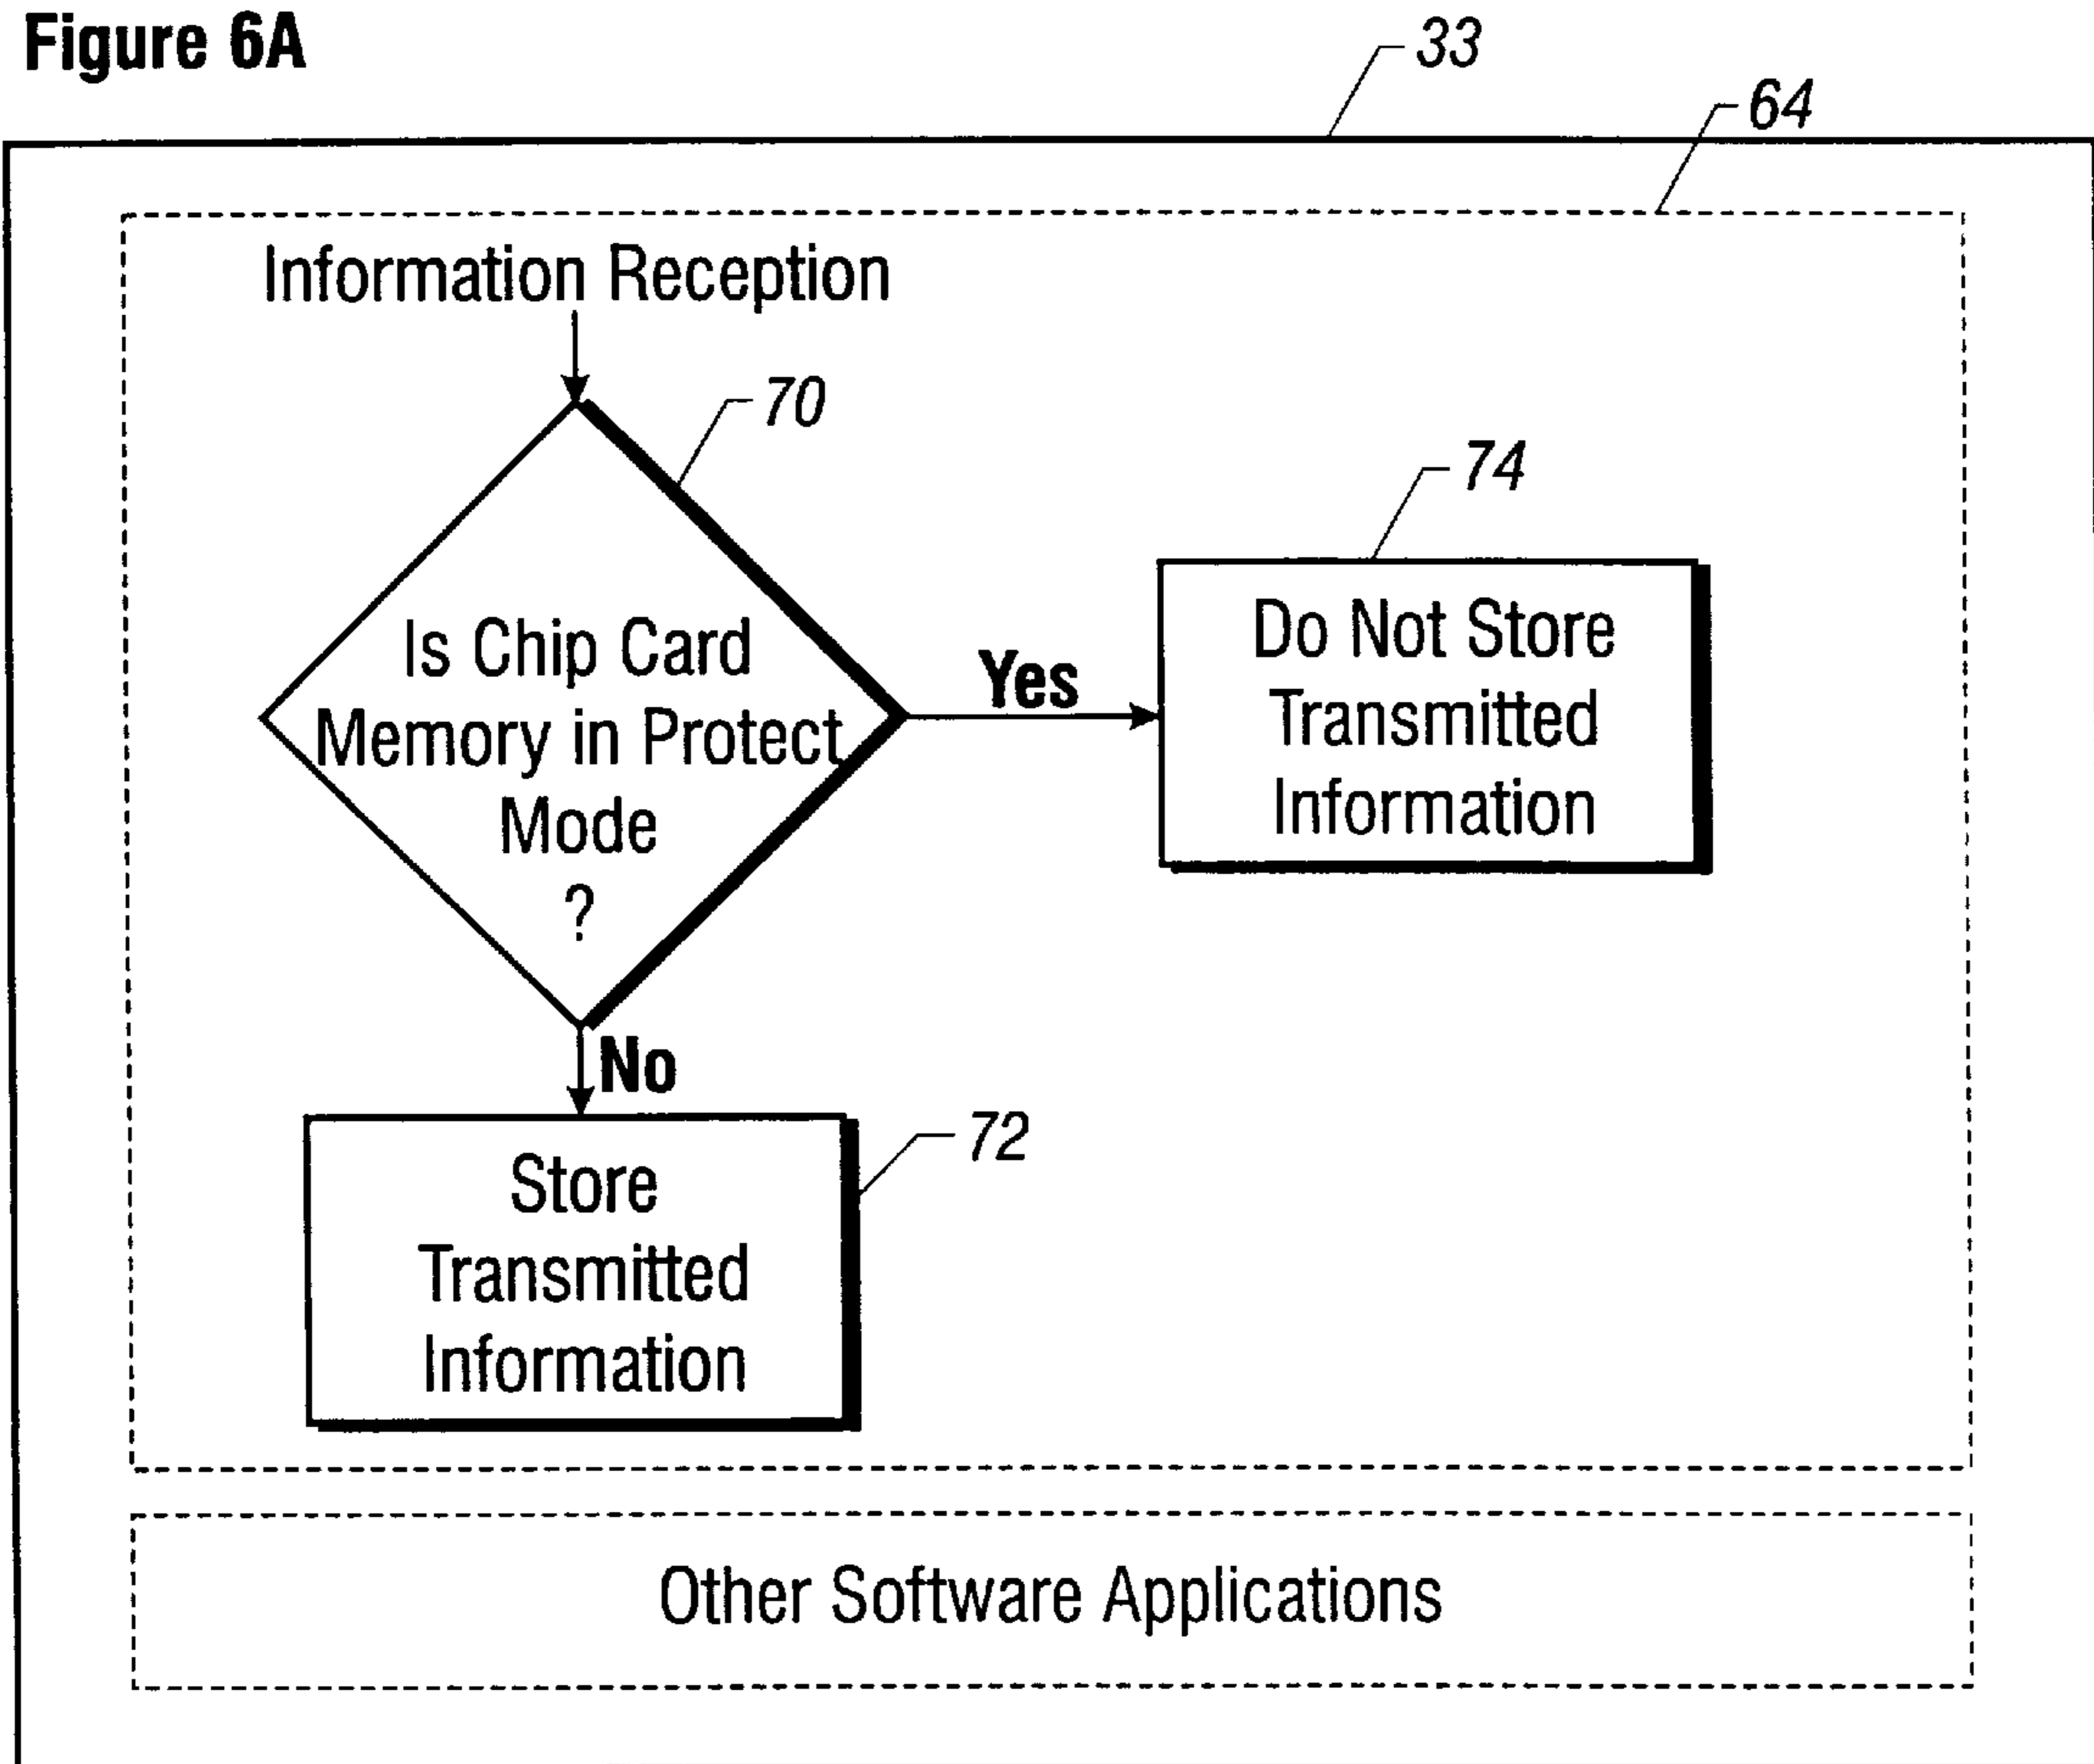 Figure 6A
33
64
Information Reception
70
74
Is Chip Card
Memory in Protect
Mode
?
Yes
Do Not Store
Transmitted
Information
No
72
Store
Transmitted
Information
Other Software Applications